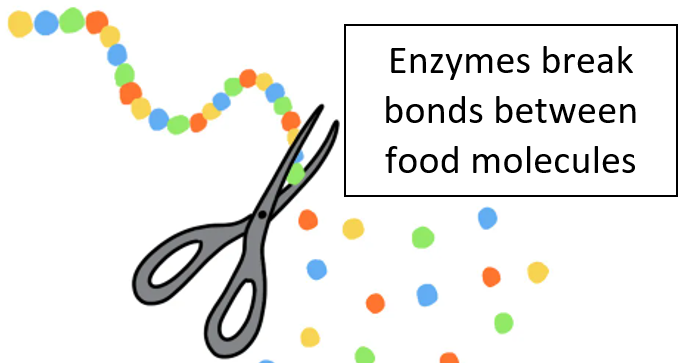 Enzymes break
bonds between
food molecules